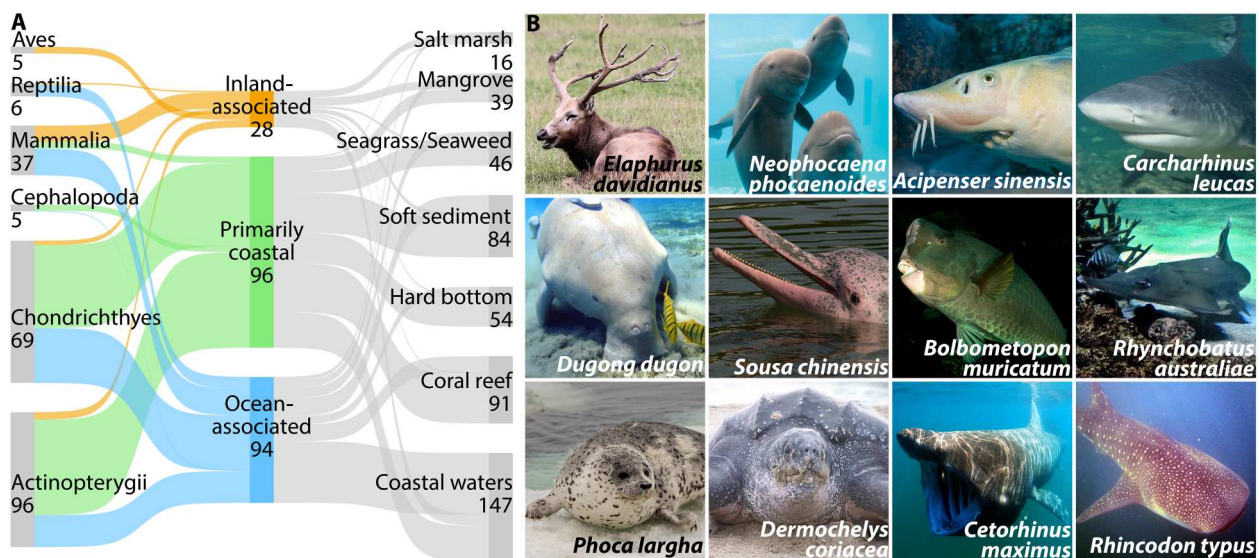 A
Aves
5
Reptilia
6
Mammalia
37
Cephalopoda
5
Chondrichthyes
69
Actinopterygii
96
Inland-
associated
28
Primarily
coastal
96
Ocean-
associated
94
Salt marsh
16
Mangrove
39
Seagrass/Seaweed
46
Soft sediment
84
Hard bottom
54
Coral reef
91
Coastal waters
147
B
Elaphurus
davidianus
Neophocaena
phocaenoides
Acipenser sinensis
Carcharhinus
leucas
Dugong dugon
Sousa chinensis
Bolbometopon
muricatum
Rhynchobatus
australiae
Phoca largha
Dermochelys
coriacea
Cetorhinus
maximus
Rhincodon typus